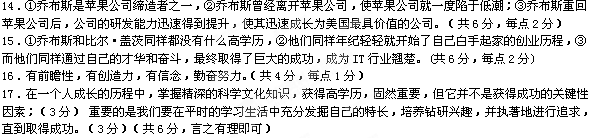 14．①乔布斯是苹果公司缔造者之一，②乔布斯曾经离开苹果公司，使苹果公司就一度陷于低潮；③乔布斯重回
苹果公司后，公司的研发能力迅速得到提升，使其迅速成长为美国最具价值的公司。（共 6 分，每点 2 分）
15．①乔布斯和比尔·盖茨同样都没有什么高学历，②他们同样年纪轻轻就开始了自己白手起家的创业历程，③
而他们同样通过自己的才华和奋斗，最终取得了巨大的成功，成为 IT 行业翘楚。(共 6 分，每点 2 分）
16．有前瞻性，有创造力，有信念，勤奋努力。（共 4 分，每点 1 分）
17．在一个人成长的历程中，掌握精深的科学文化知识，获得高学历，固然重要，但它并不是获得成功的关键性
因素；（3 分） 重要的是我们要在平时的学习生活中充分发掘自己的特长，培养钻研兴趣，并执著地进行追求，
直到取得成功。（3 分）（共 6 分，言之有理即可）